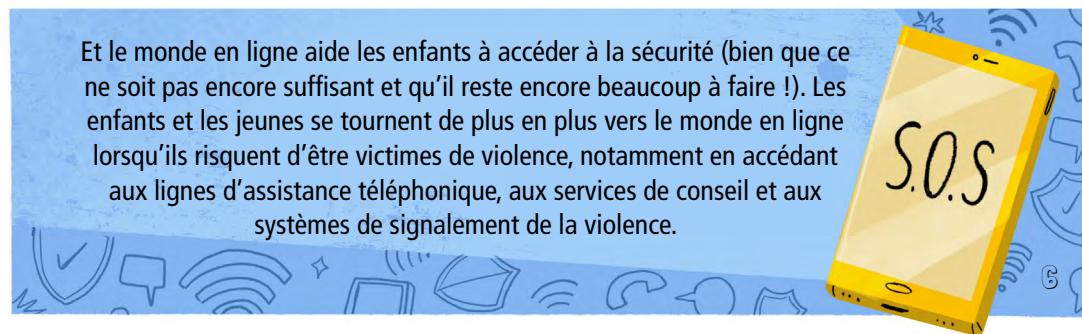 Et le monde en ligne aide les enfants à accéder à la sécurité (bien que ce
ne soit pas encore suffisant et qu'il reste encore beaucoup à faire !). Les
enfants et les jeunes se tournent de plus en plus vers le monde en ligne
lorsqu'ils risquent d'être victimes de violence, notamment en accédant
aux lignes d'assistance téléphonique, aux services de conseil et aux
systèmes de signalement de la violence.
S.O.S
6